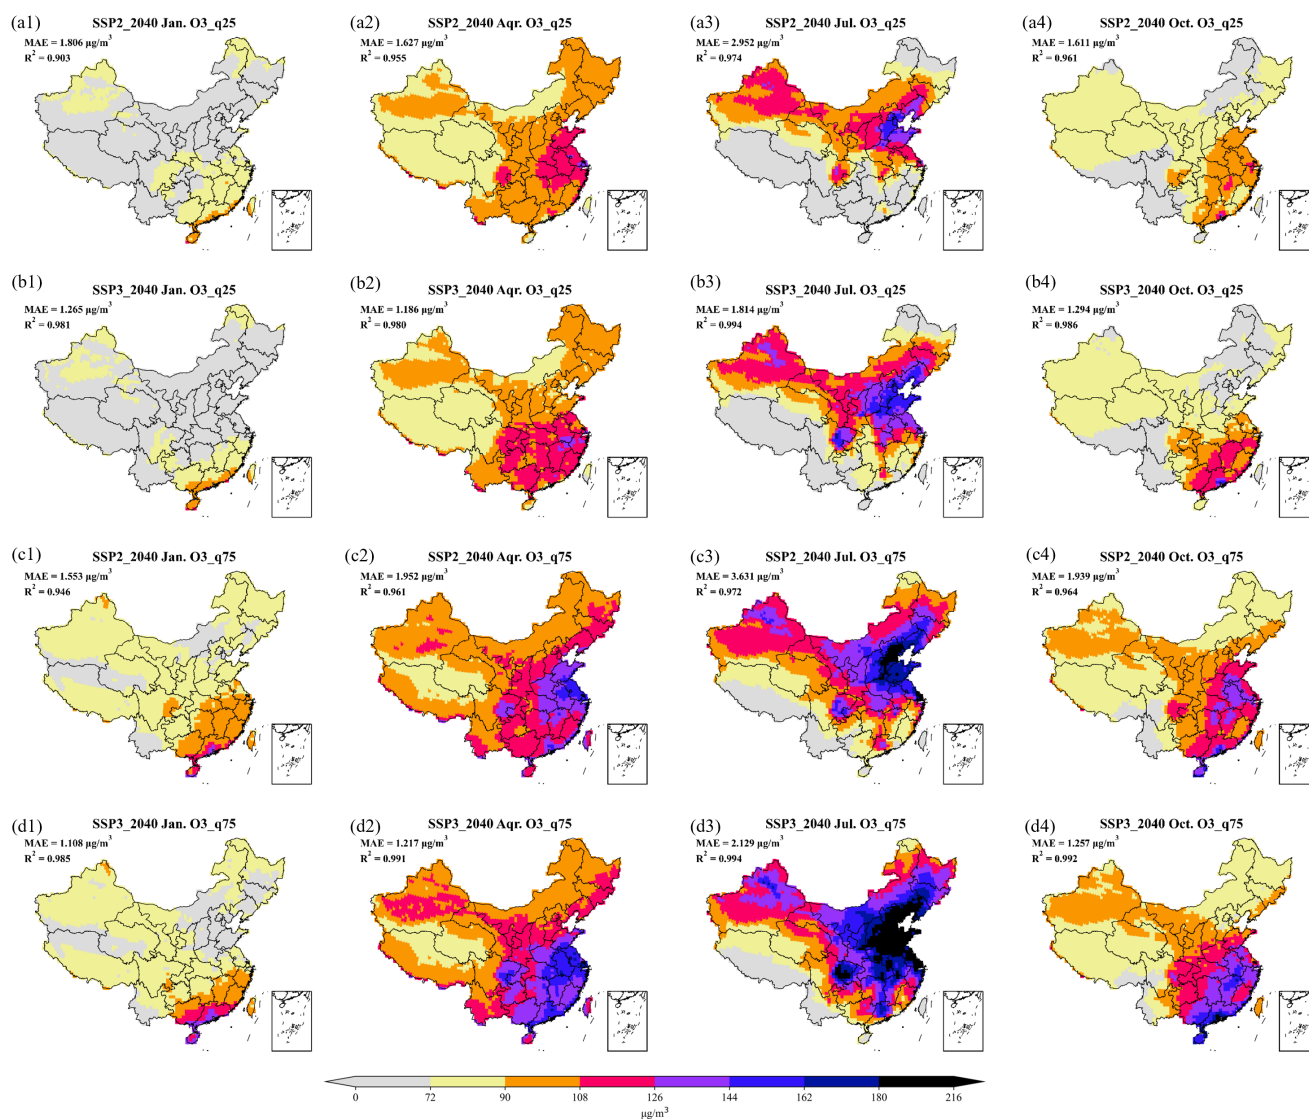 (a1)
SSP2_2040 Jan. O3_q25
MAE = 1.806 μg/m³
R² = 0.903
(a2)
SSP2_2040 Aqr. O3_q25
MAE = 1.627 μg/m³
R² = 0.955
(a3)
SSP2_2040 Jul. O3_q25
MAE = 2.952 μg/m³
R² = 0.974
(a4)
SSP2_2040 Oct. O3_q25
MAE = 1.611 μg/m³
R² = 0.961
(b1)
SSP3_2040 Jan. O3_q25
MAE = 1.265 μg/m³
R² = 0.981
(b2)
SSP3_2040 Aqr. O3_q25
MAE = 1.186 μg/m³
R² = 0.980
(b3)
SSP3_2040 Jul. O3_q25
MAE = 1.814 μg/m³
R² = 0.994
(b4)
SSP3_2040 Oct. O3_q25
MAE = 1.294 μg/m³
R² = 0.986
(c1)
SSP2_2040 Jan. O3_q75
MAE = 1.553 μg/m³
R² = 0.946
(c2)
SSP2_2040 Aqr. O3_q75
MAE = 1.952 μg/m³
R² = 0.961
(c3)
SSP2_2040 Jul. O3_q75
MAE = 3.631 μg/m³
R² = 0.972
(c4)
SSP2_2040 Oct. O3_q75
MAE = 1.939 μg/m³
R² = 0.964
(d1)
SSP3_2040 Jan. O3_q75
MAE = 1.108 μg/m³
R² = 0.985
(d2)
SSP3_2040 Aqr. O3_q75
MAE = 1.217 μg/m³
R² = 0.991
(d3)
SSP3_2040 Jul. O3_q75
MAE = 2.129 μg/m³
R² = 0.994
(d4)
SSP3_2040 Oct. O3_q75
MAE = 1.257 μg/m³
R² = 0.992
0 72 90 108 126 144 162 180 216
μg/m³